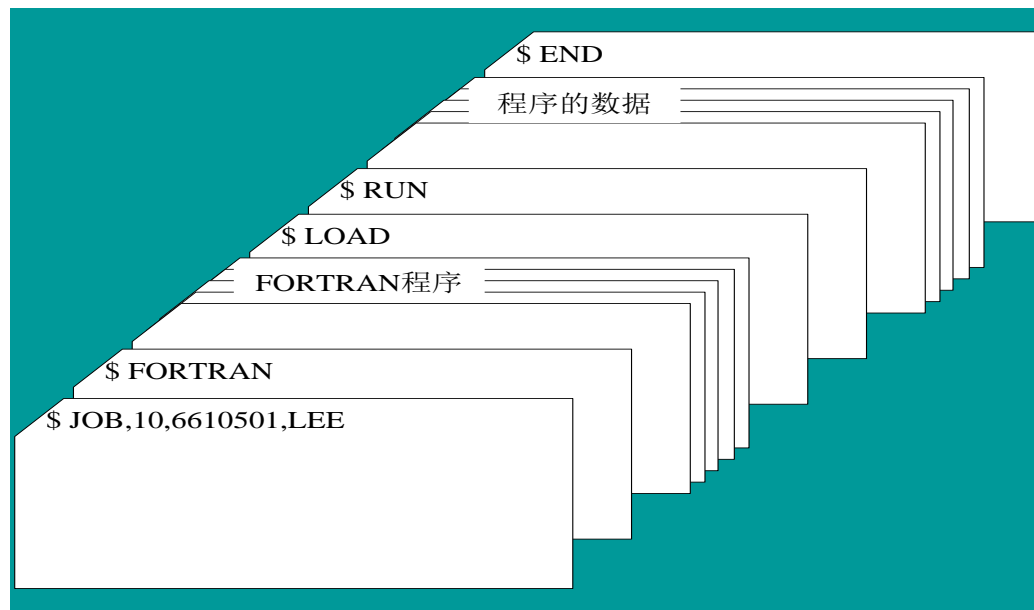 $ END
程序的数据
$ RUN
$ LOAD
FORTRAN程序
$ FORTRAN
$ JOB,10,6610501,LEE